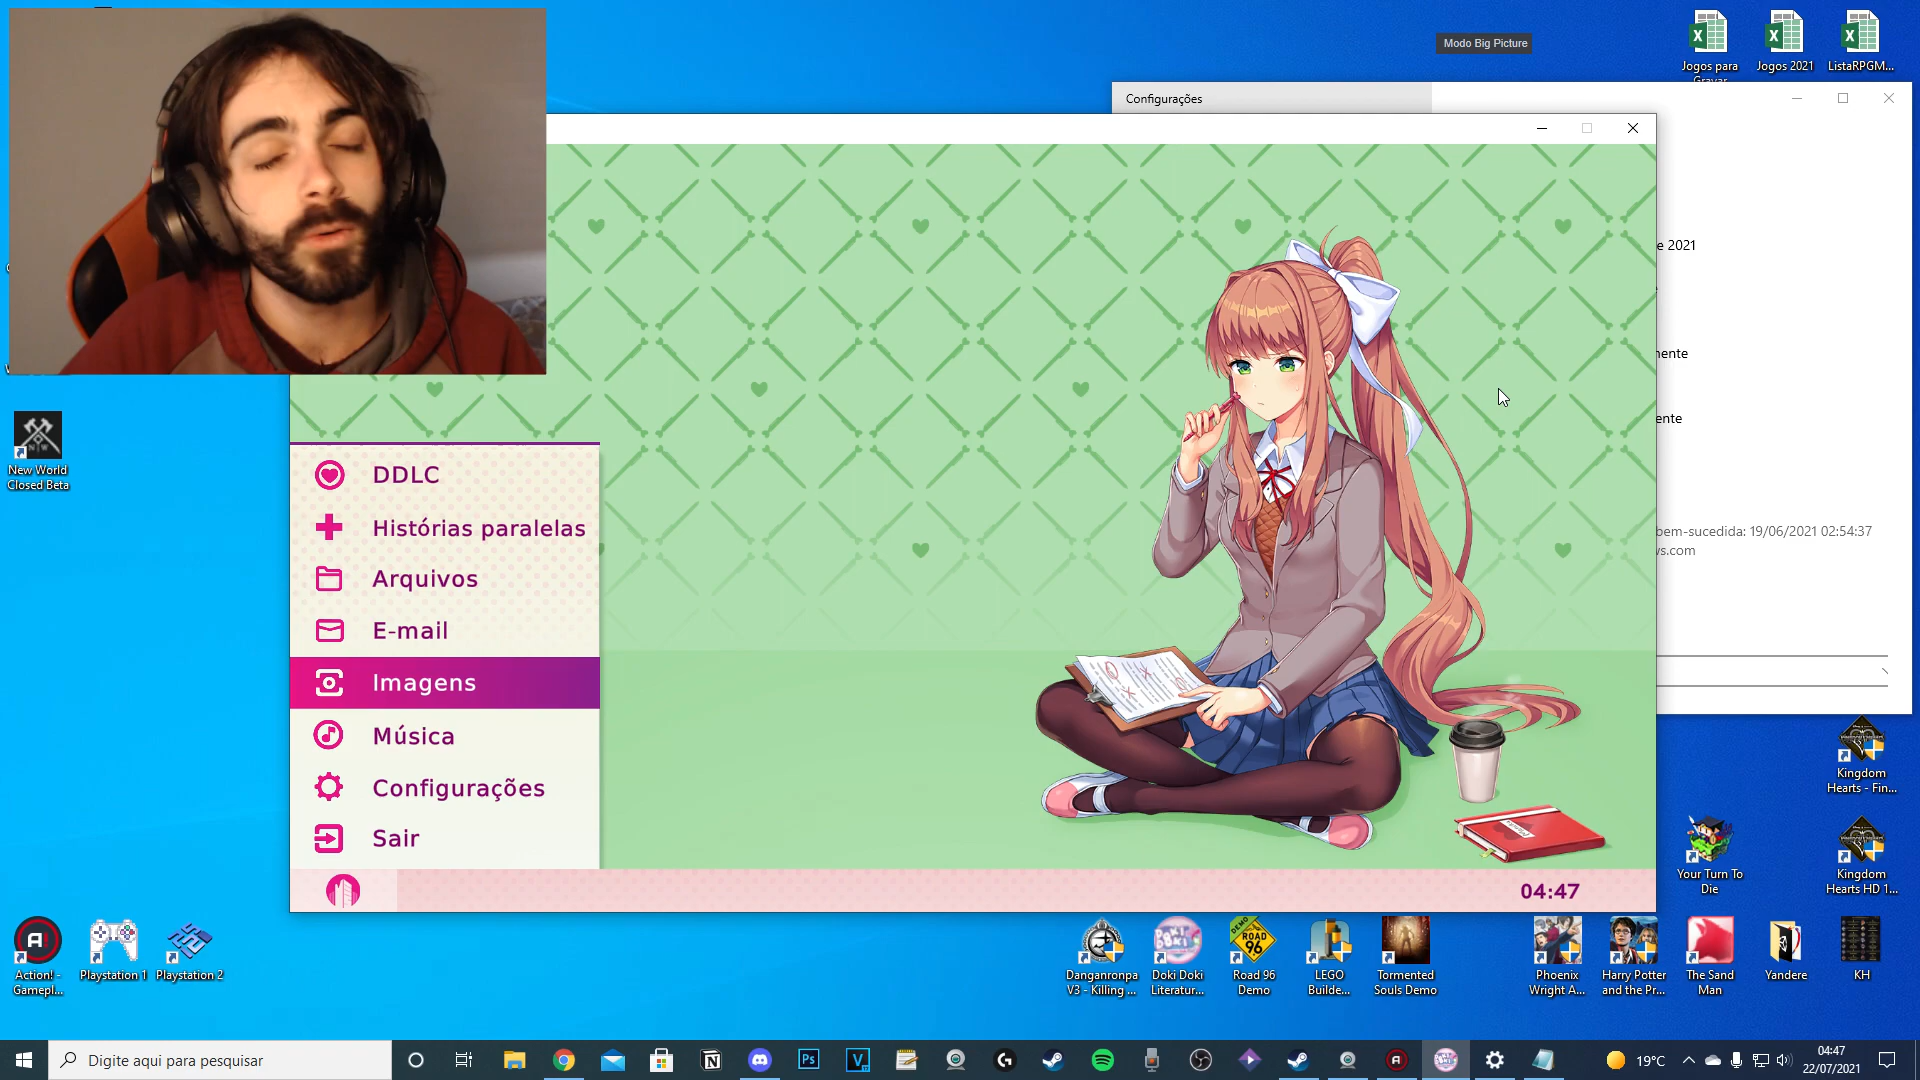 Modo Big Picture
Jogos para
Gravar
Jogos 2021
ListaRPGM...
Configurações
e 2021
nente
ente
bem-sucedida: 19/06/2021 02:54:37
ws.com
New World
Closed Beta
DDLC
Histórias paralelas
Arquivos
E-mail
Imagens
Música
Configurações
Sair
04:47
Kingdom
Hearts - Fin...
Your Turn To
Die
Kingdom
Hearts HD 1...
Action! -
Gamepl...
Playstation 1
Playstation 2
Danganronpa
V3 - Killing ...
Doki Doki
Literatur...
Road 96
Demo
LEGO
Builde...
Tormented
Souls Demo
Phoenix
Wright A...
Harry Potter
and the Pr...
The Sand
Man
Yandere
KH
Digite aqui para pesquisar
19°C
04:47
22/07/2021